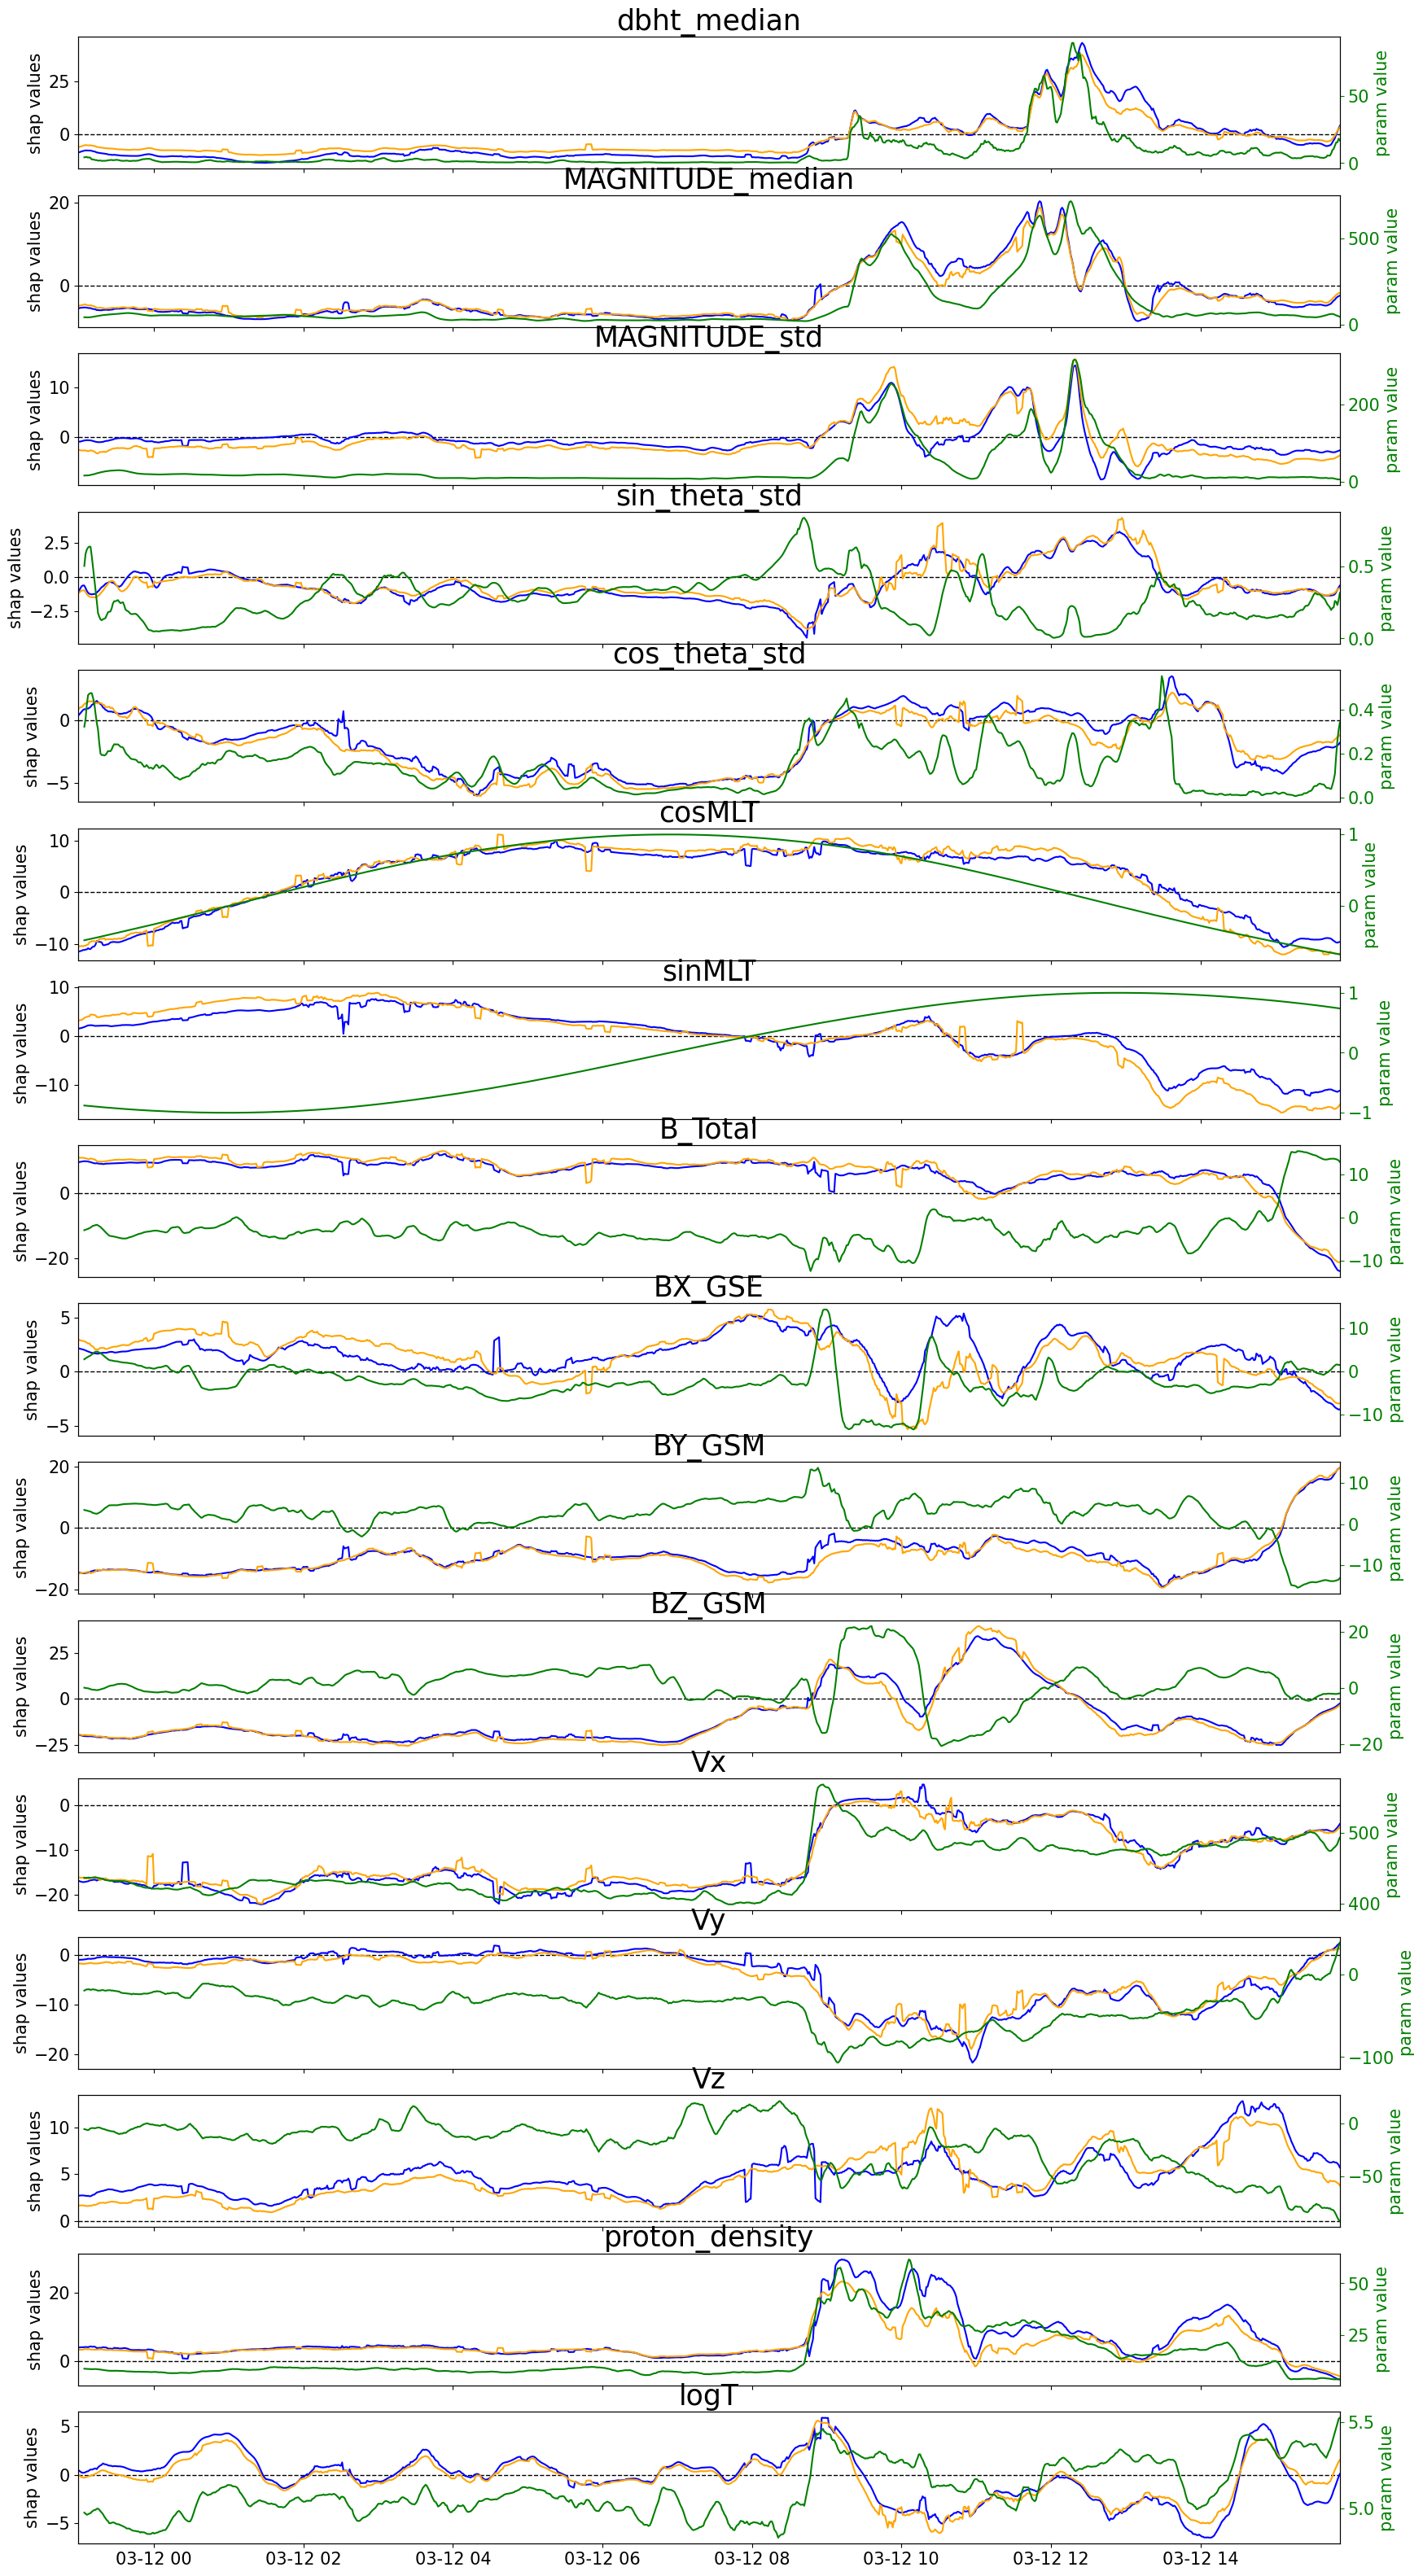 dbht_median
shap values
25
0
50
0
param value
MAGNITUDE_median
shap values
20
0
500
0
param value
MAGNITUDE_std
shap values
10
0
200
0
param value
sin_theta_std
shap values
2.5
0.0
−2.5
0.5
0.0
param value
cos_theta_std
shap values
0
−5
0.4
0.2
0.0
param value
cosMLT
shap values
10
0
−10
1
0
param value
sinMLT
shap values
10
0
−10
1
0
−1
param value
B_Total
shap values
0
−20
10
0
−10
param value
BX_GSE
shap values
5
0
−5
10
0
−10
param value
BY_GSM
shap values
20
0
−20
10
0
−10
param value
BZ_GSM
shap values
25
0
−25
20
0
−20
param value
Vx
shap values
0
−10
−20
500
400
param value
Vy
shap values
0
−10
−20
0
−100
param value
Vz
shap values
10
5
0
0
−50
param value
proton_density
shap values
20
0
50
25
param value
logT
shap values
5
0
−5
5.5
5.0
param value
03-12 00 03-12 02 03-12 04 03-12 06 03-12 08 03-12 10 03-12 12 03-12 14